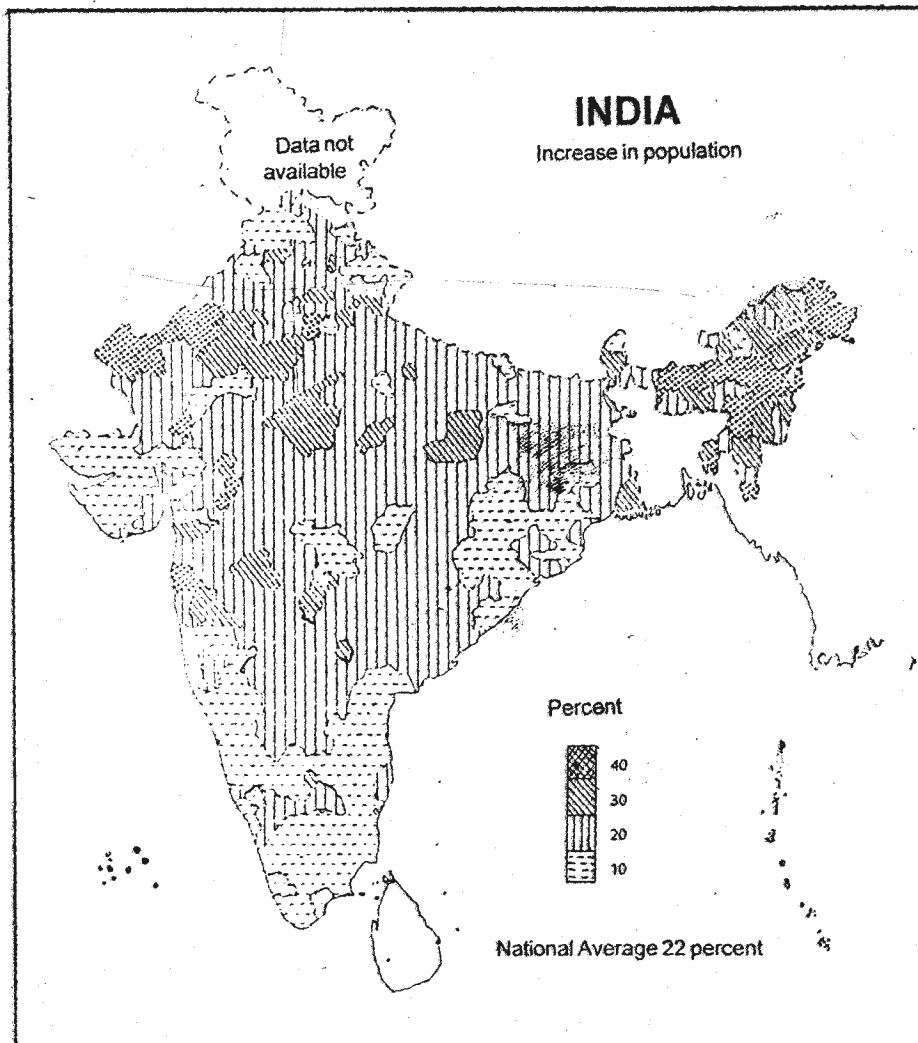 INDIA
Increase in population
Data not
available
Percent
40
30
20
10
National Average 22 percent